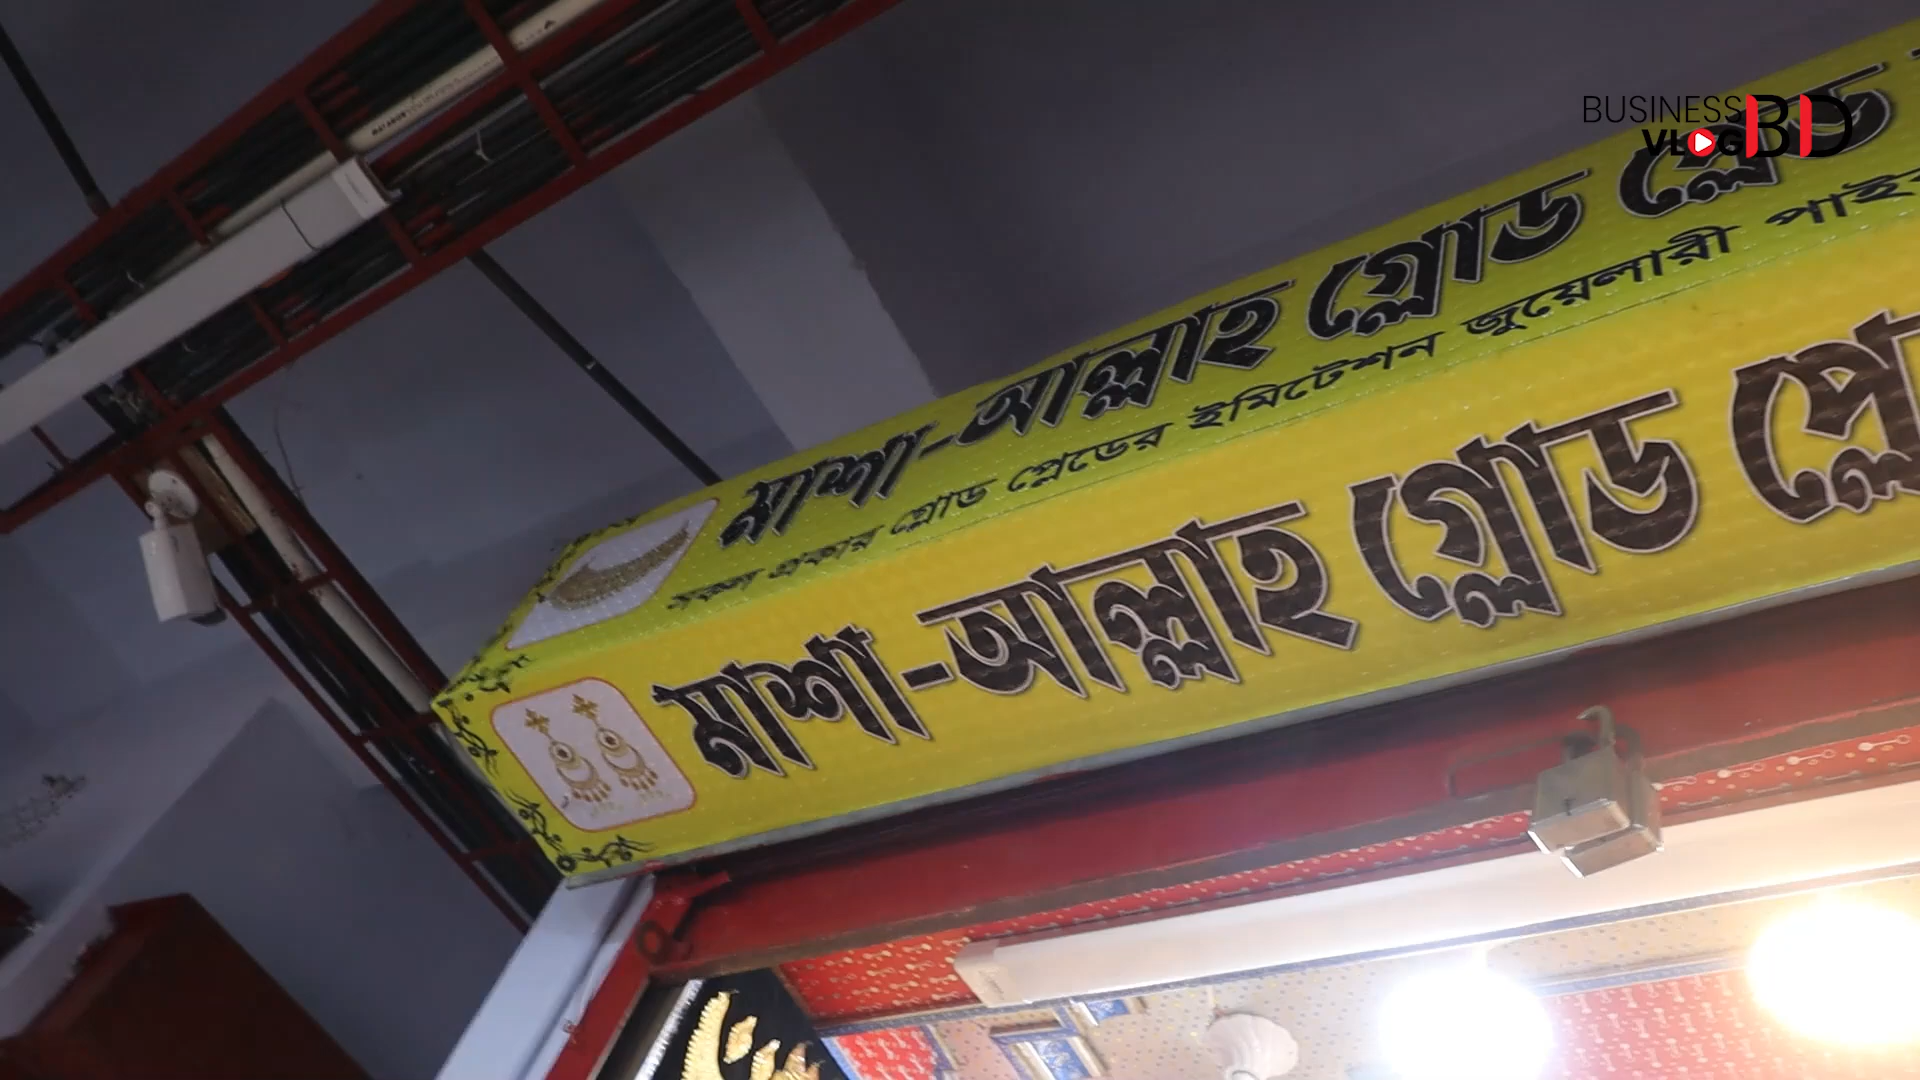 BUSINESS
VLOG BD
মাশা-আল্লাহ গ্লোড প্লেড
সকল প্রকার গ্লোড প্লেডের ইমিটেশন জুয়েলারী
মাশা-আল্লাহ গ্লোড